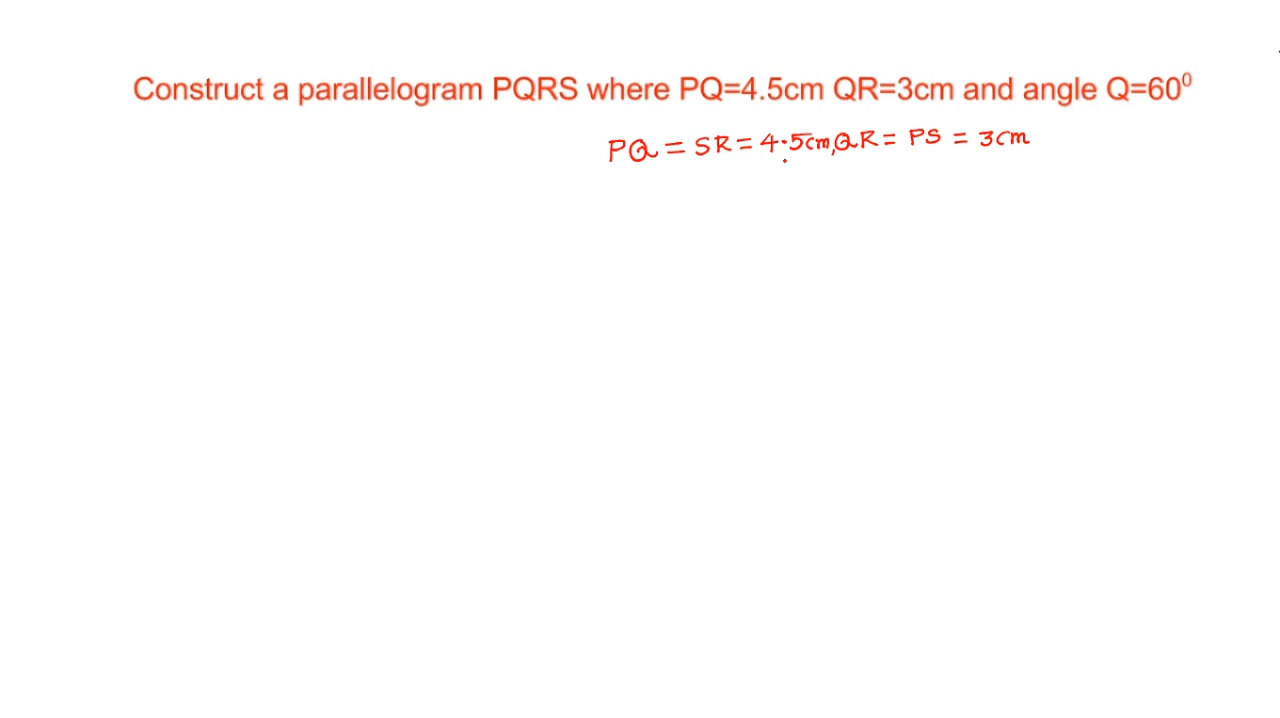 Construct a parallelogram PQRS where PQ=4.5cm QR=3cm and angle Q=60⁰
PQ = SR = 4.5cm, QR = PS = 3cm